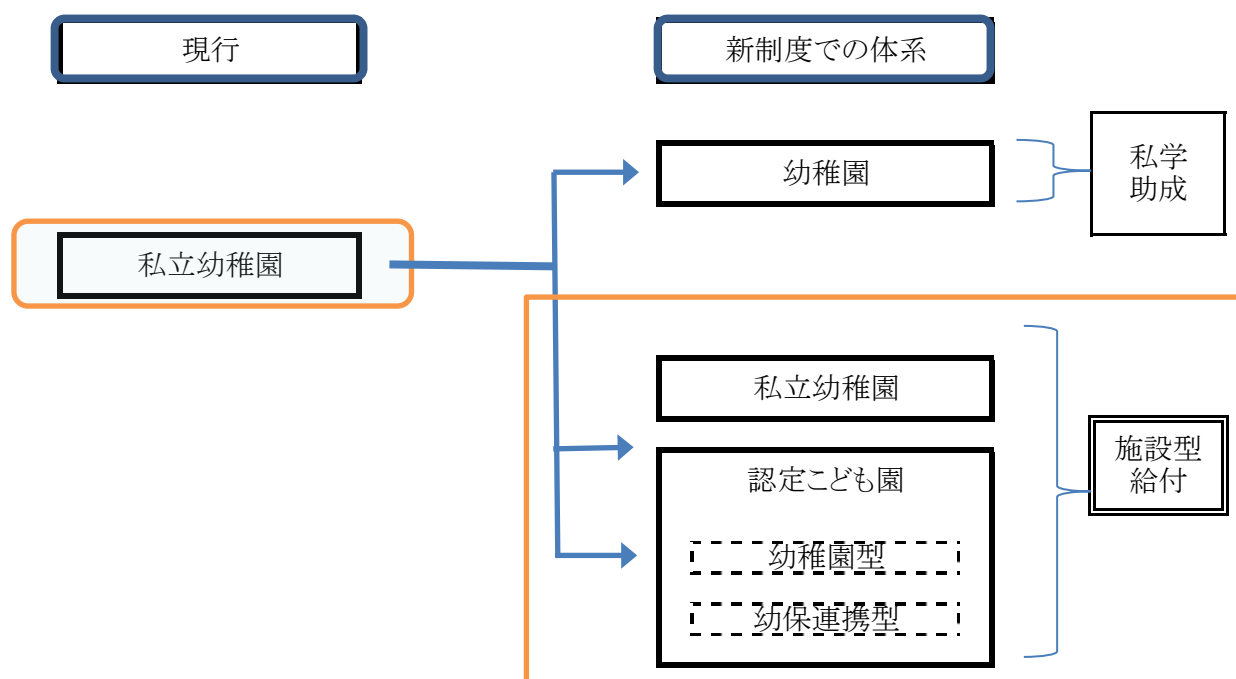 現行
新制度での体系
幼稚園
私学
助成
私立幼稚園
私立幼稚園
認定こども園
幼稚園型
幼保連携型
施設型
給付